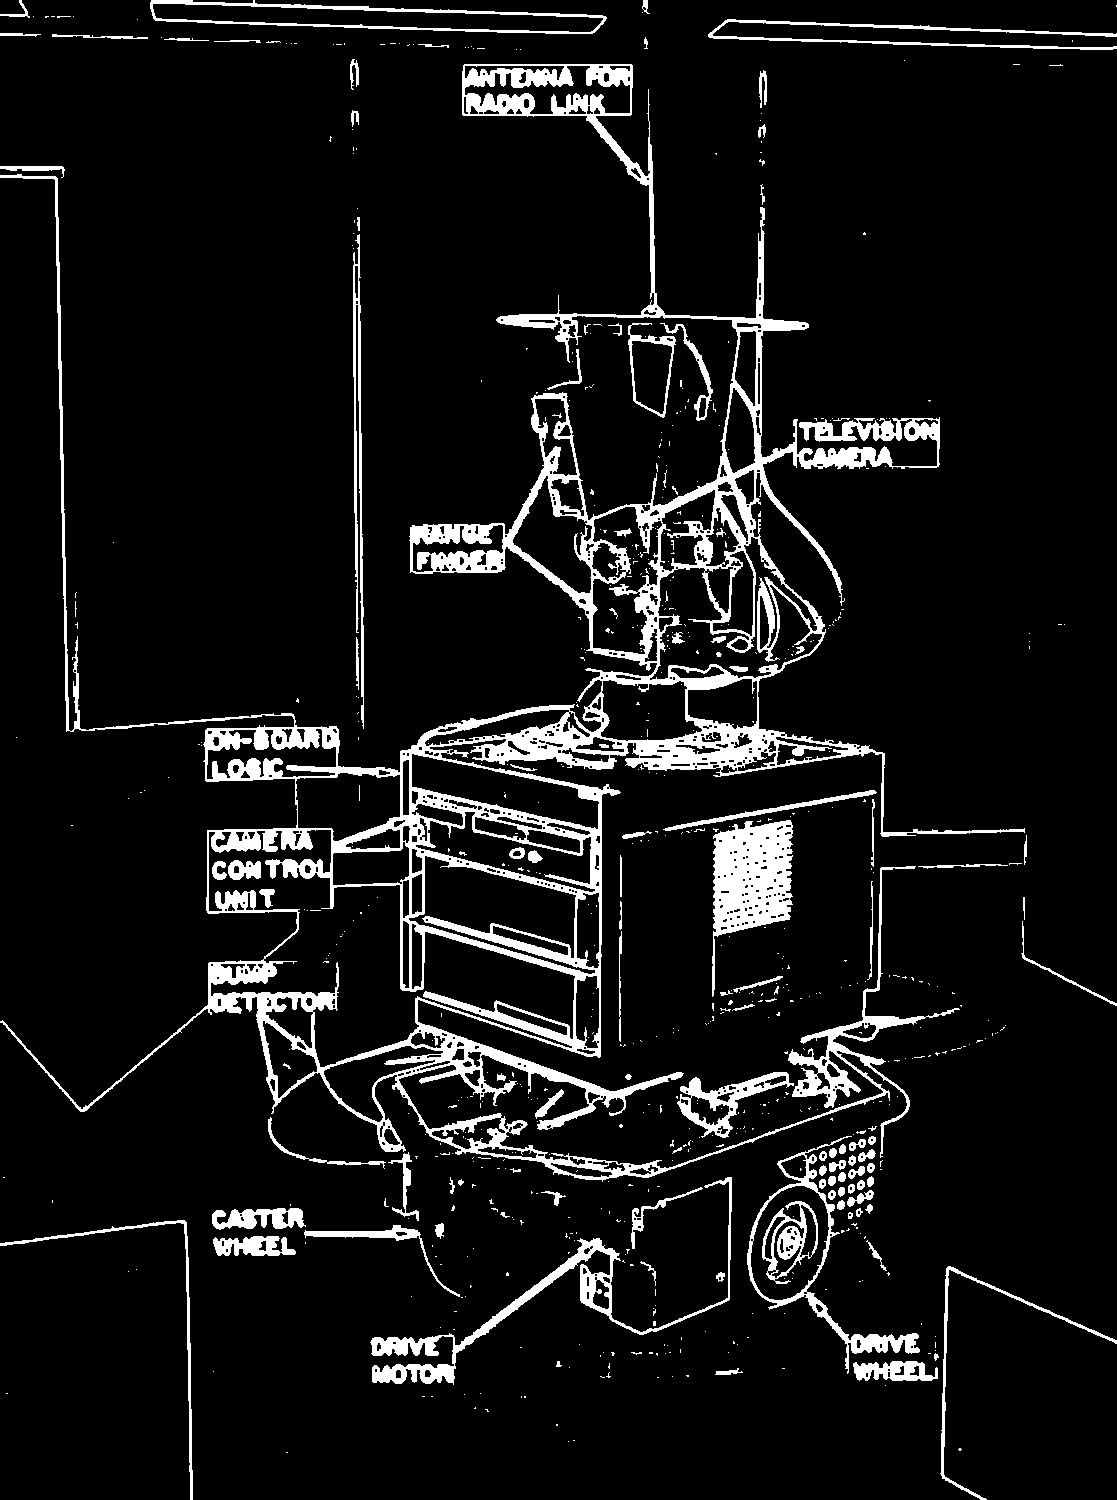 ANTENNA FOR
RADIO LINK
TELEVISION
CAMERA
RANGE
FINDER
ON-BOARD
LOGIC
CAMERA
CONTROL
UNIT
BUMP
DETECTOR
CASTER
WHEEL
DRIVE
MOTOR
DRIVE
WHEEL